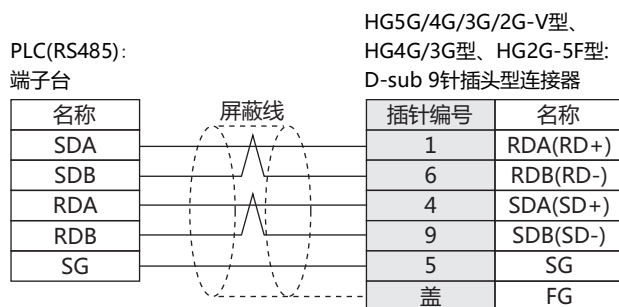 HG5G/4G/3G/2G-V型、
PLC(RS485)：
HG4G/3G型、HG2G-5F型:
端子台
D-sub 9针插头型连接器
名称 屏蔽线 插针编号 名称
SDA 1 RDA(RD+)
SDB 6 RDB(RD-)
RDA 4 SDA(SD+)
RDB 9 SDB(SD-)
SG 5 SG
盖 FG